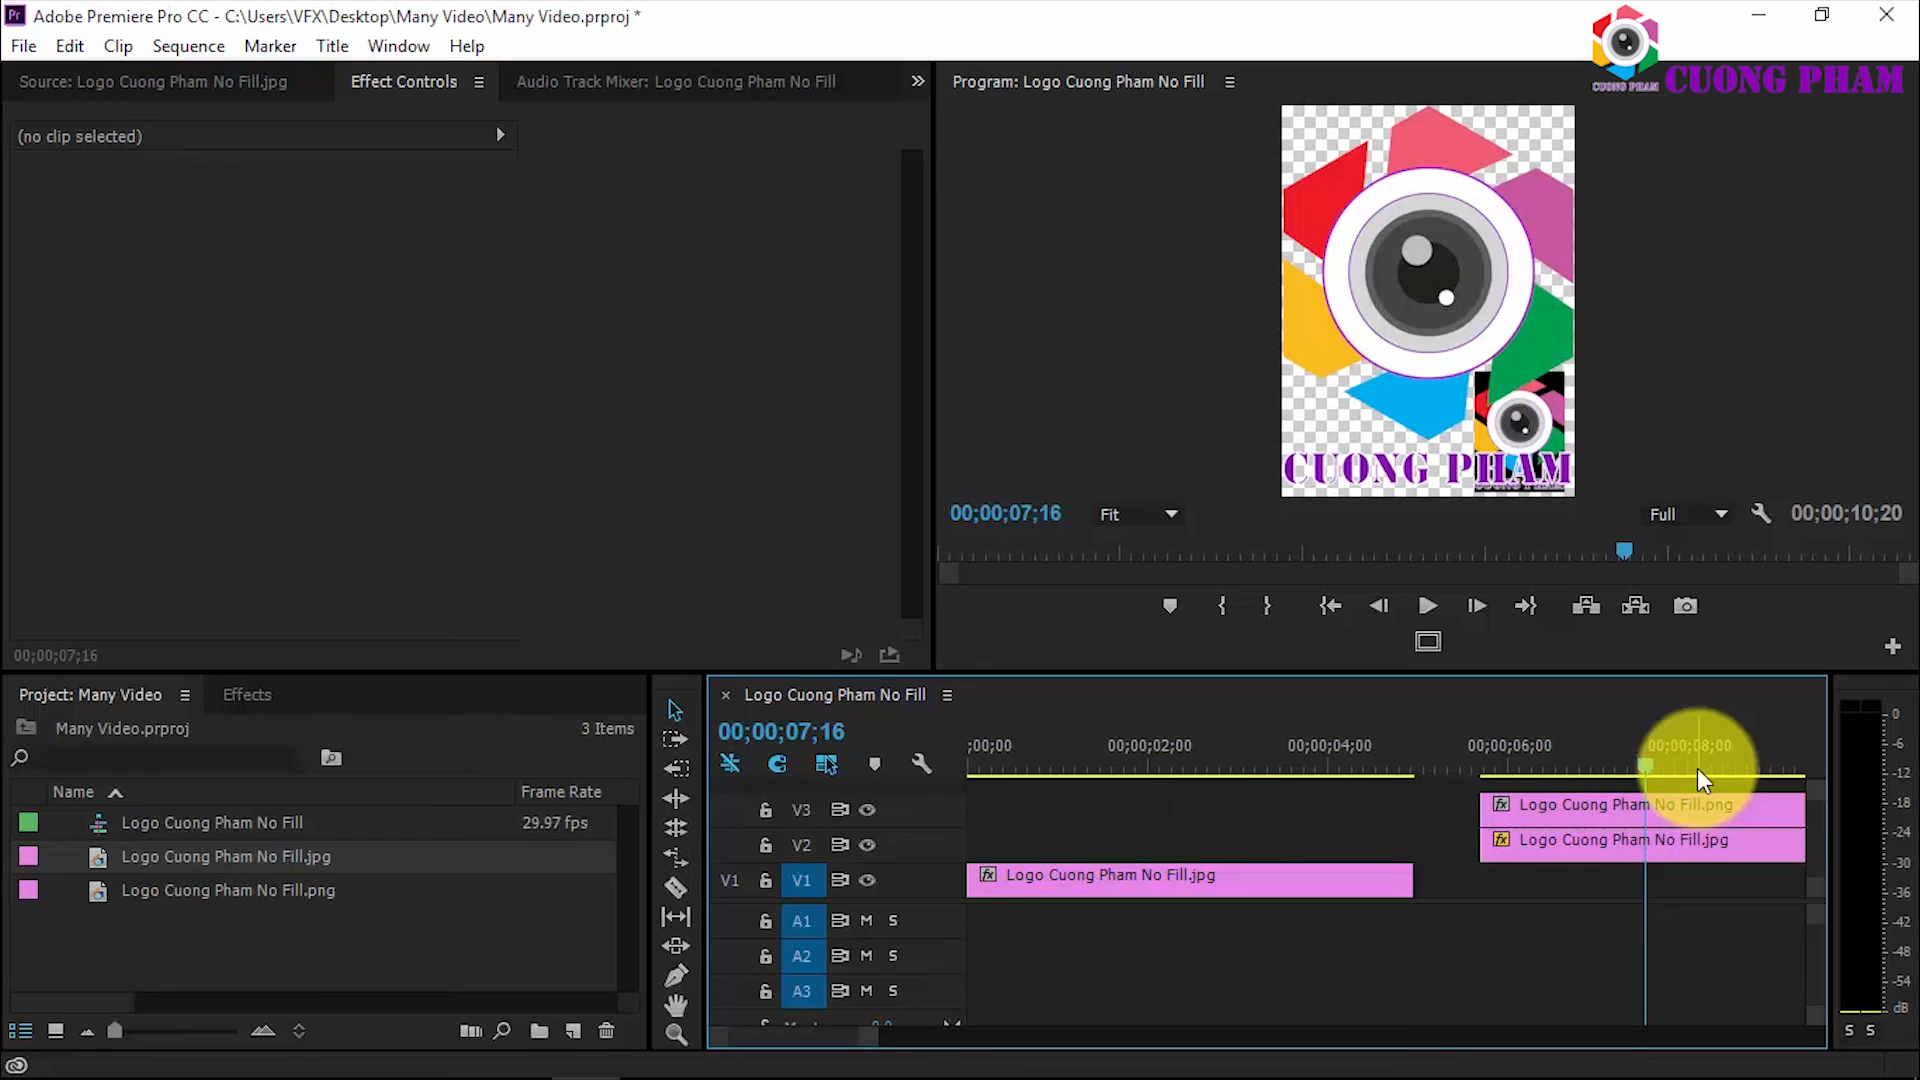 Adobe Premiere Pro CC - C:\Users\VFX\Desktop\Many Video\Many Video.prproj *
File Edit Clip Sequence Marker Title Window Help
CUONG PHAM CUONG PHAM
Source: Logo Cuong Pham No Fill.jpg Effect Controls Audio Track Mixer: Logo Cuong Pham No Fill
Program: Logo Cuong Pham No Fill
(no clip selected)
CUONG PHAM
00;00;07;16 Fit Full 00;00;10;20
00;00;07;16
Project: Many Video Effects
Many Video.prproj 3 Items
Name Frame Rate
Logo Cuong Pham No Fill 29.97 fps
Logo Cuong Pham No Fill.jpg
Logo Cuong Pham No Fill.png
Logo Cuong Pham No Fill
00;00;07;16
;00;00 00;00;02;00 00;00;04;00 00;00;06;00 00;00;08;00
V3 fx Logo Cuong Pham No Fill.png
V2 fx Logo Cuong Pham No Fill.jpg
V1 V1 fx Logo Cuong Pham No Fill.jpg
A1 M S
A2 M S
A3 M S
0
-6
-12
-18
-24
-30
-36
-42
-48
-54
dB
S S